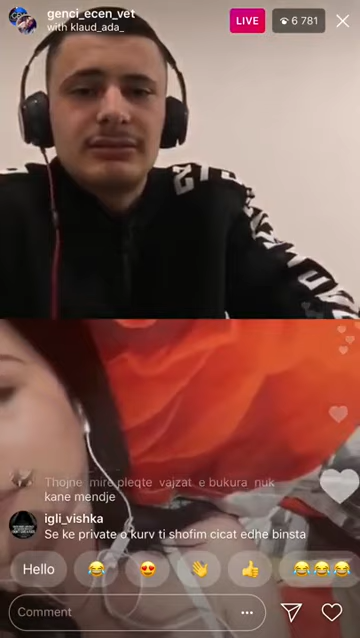 genci_ecen_vet
with klaud_ada_
LIVE
6 781
Thojne mire pleqte vajzat e bukura nuk
kane mendje
igli_vishka
Se ke private o kurv ti shofim cicat edhe binsta
Hello
Comment